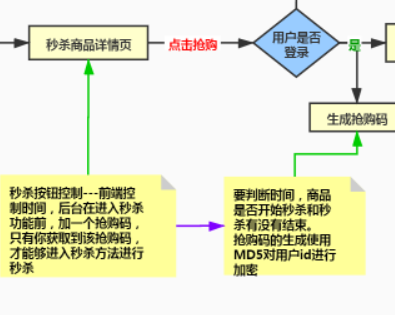 秒杀商品详情页
点击抢购
用户是否
登录
是
生成抢购码
秒杀按钮控制---前端控
制时间，后台在进入秒杀
功能前，加一个抢购码，
只有你获取到该抢购码，
才能够进入秒杀方法进行
秒杀
要判断时间，商品
是否开始秒杀和秒
杀有没有结束。
抢购码的生成使用
MD5对用户id进行
加密